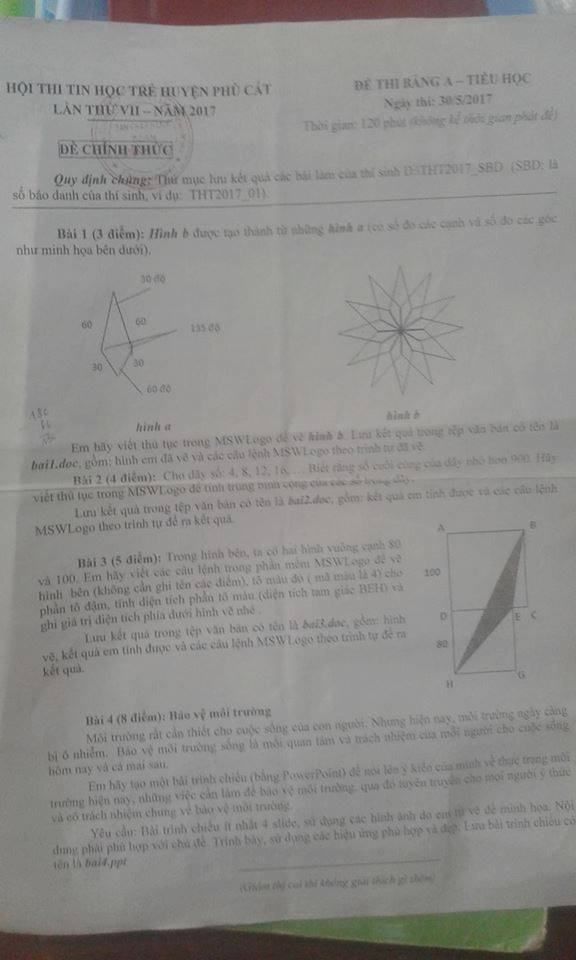 HỘI THI TIN HỌC TRẺ HUYỆN PHÙ CÁT
LẦN THỨ VII – NĂM 2017
ĐỀ THI BẢNG A – TIỂU HỌC
Ngày thi: 30/5/2017
Thời gian: 120 phút (không kể thời gian phát đề)
ĐỀ CHÍNH THỨC
Quy định chung: Thư mục lưu kết quả các bài làm của thí sinh D:\THT2017_SBD (SBD: là
số báo danh của thí sinh, ví dụ: THT2017_01).
Bài 1 (3 điểm): Hình b được tạo thành từ những hình a (có số đo các cạnh và số đo các góc
như minh họa bên dưới).
30 độ
60
60
135 độ
30
30
60 độ
hình a
hình b
Em hãy viết thủ tục trong MSWLogo để vẽ hình b. Lưu kết quả trong tệp văn bản có tên là
bai1.doc, gồm: hình em đã vẽ và các câu lệnh MSWLogo theo trình tự đã vẽ.
Bài 2 (4 điểm): Cho dãy số: 4, 8, 12, 16, … Biết rằng số cuối cùng của dãy nhỏ hơn 900. Hãy
viết thủ tục trong MSWLogo để tính trung bình cộng của các số trong dãy.
Lưu kết quả trong tệp văn bản có tên là bai2.doc, gồm: kết quả em tính được và các câu lệnh
MSWLogo theo trình tự để ra kết quả.
Bài 3 (5 điểm): Trong hình bên, ta có hai hình vuông cạnh 80
và 100. Em hãy viết các câu lệnh trong phần mềm MSWLogo để vẽ
hình bên (không cần ghi tên các điểm), tô màu đỏ ( mã màu là 4) cho
phần tô đậm, tính diện tích phần tô màu (diện tích tam giác BEH) và
ghi giá trị diện tích phía dưới hình vẽ nhé .
Lưu kết quả trong tệp văn bản có tên là bai3.doc, gồm: hình
vẽ, kết quả em tính được và các câu lệnh MSWLogo theo trình tự để ra
kết quả.
A
B
100
D
E
C
80
H
G
Bài 4 (8 điểm): Bảo vệ môi trường
Môi trường rất cần thiết cho cuộc sống của con người. Nhưng hiện nay, môi trường ngày càng
bị ô nhiễm. Bảo vệ môi trường sống là mối quan tâm và trách nhiệm của mỗi người cho cuộc sống
hôm nay và cả mai sau.
Em hãy tạo một bài trình chiếu (bằng PowerPoint) để nói lên ý kiến của mình về thực trạng môi
trường hiện nay, những việc cần làm để bảo vệ môi trường, qua đó tuyên truyền cho mọi người ý thức
và có trách nhiệm chung về bảo vệ môi trường.
Yêu cầu: Bài trình chiếu ít nhất 4 slide, sử dụng các hình ảnh do em tự vẽ để minh họa. Nội
dung phải phù hợp với chủ đề. Trình bày, sử dụng các hiệu ứng phù hợp và đẹp. Lưu bài trình chiếu có
tên là bai4.ppt
(Giám thị coi thi không giải thích gì thêm)